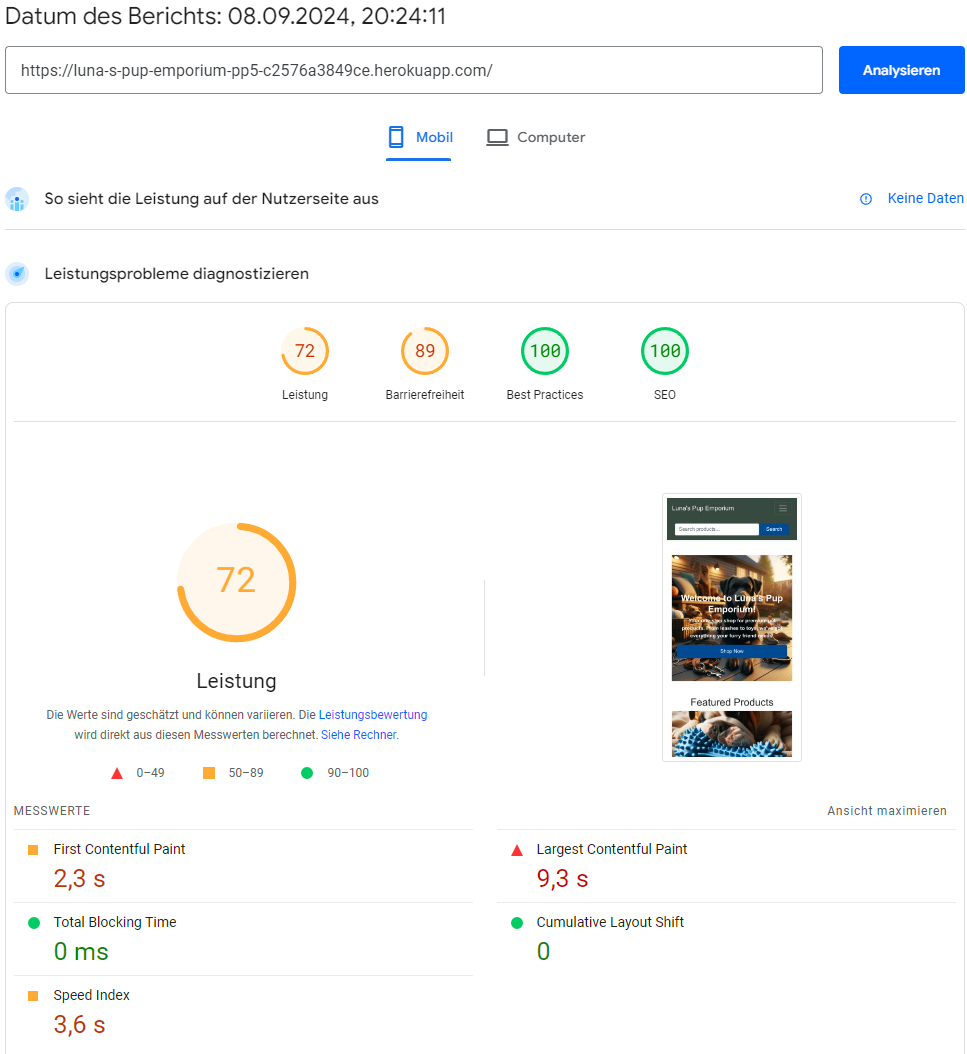 Datum des Berichts: 08.09.2024, 20:24:11
https://luna-s-pup-emporium-pp5-c2576a3849ce.herokuapp.com/
Analysieren
Mobil
Computer
So sieht die Leistung auf der Nutzerseite aus
Keine Daten
Leistungsprobleme diagnostizieren
72
89
100
100
Leistung
Barrierefreiheit
Best Practices
SEO
72
Leistung
Die Werte sind geschätzt und können variieren. Die Leistungsbewertung
wird direkt aus diesen Messwerten berechnet. Siehe Rechner.
0–49
50–89
90–100
Luna's Pup Emporium
Search products...
Search
Welcome to Luna's Pup
Emporium!
everything your furry friend needs!
Shop Now
Featured Products
MESSWERTE
Ansicht maximieren
First Contentful Paint
2,3 s
Largest Contentful Paint
9,3 s
Total Blocking Time
0 ms
Cumulative Layout Shift
0
Speed Index
3,6 s